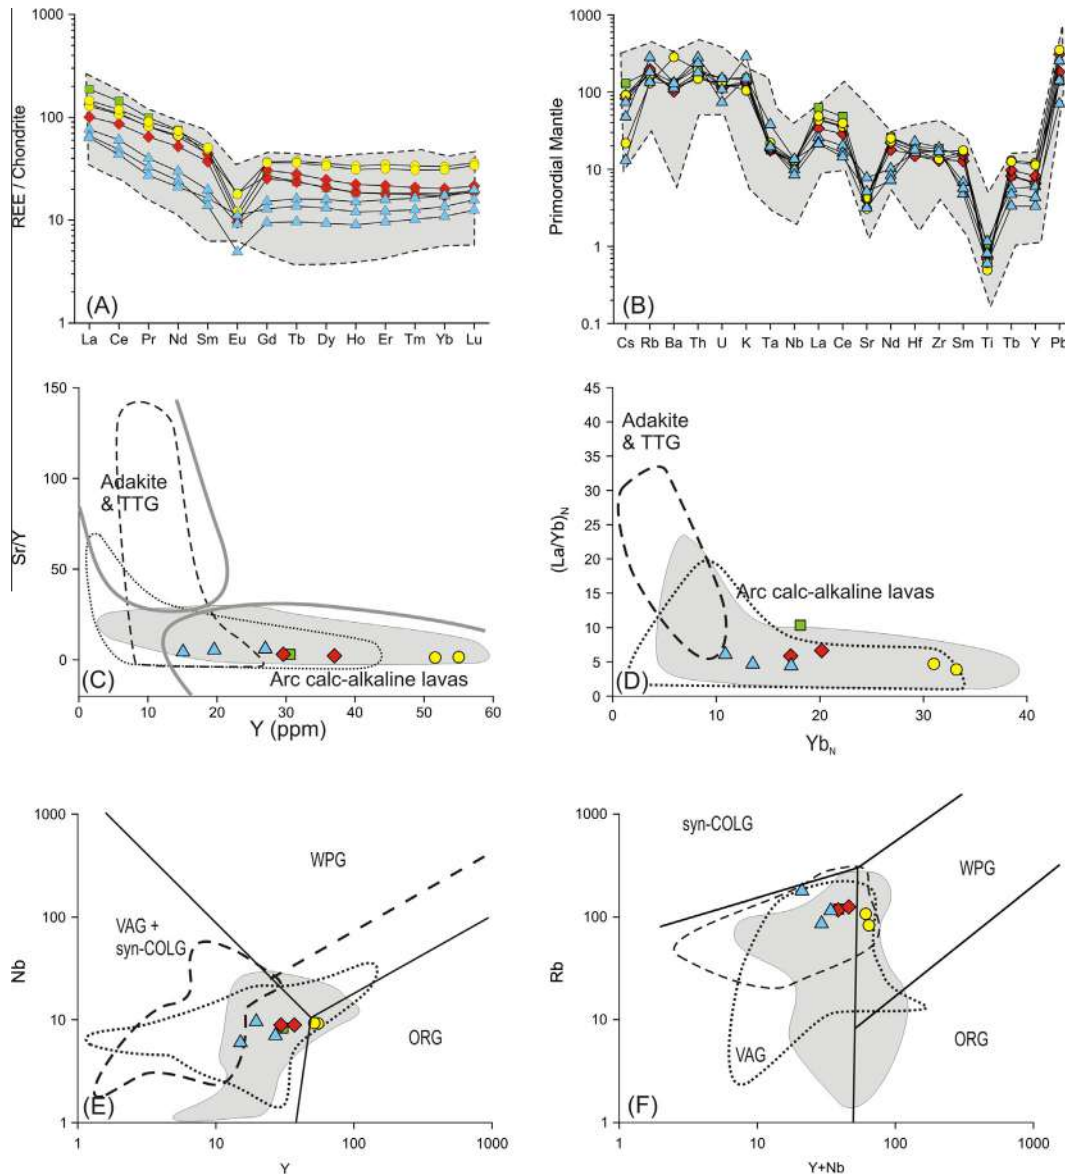 1000
100
10
1
REE / Chondrite
(A)
La Ce Pr Nd Sm Eu Gd Tb Dy Ho Er Tm Yb Lu
1000
100
10
1
0.1
Primordial Mantle
(B)
Cs Rb Ba Th U K Ta Nb La Ce Sr Nd Hf Zr Sm Ti Tb Y Pb
150
100
50
0
Sr/Y
Adakite
& TTG
Arc calc-alkaline lavas
(C)
0 10 20 30 40 50 60
Y (ppm)
45
40
35
30
25
20
15
10
5
0
(La/Yb)N
Adakite
& TTG
Arc calc-alkaline lavas
(D)
0 10 20 30 40
YbN
1000
100
10
1
Nb
WPG
VAG +
syn-COLG
ORG
(E)
1 10 100 1000
Y
1000
100
10
1
Rb
syn-COLG
WPG
VAG
ORG
(F)
1 10 100 1000
Y+Nb